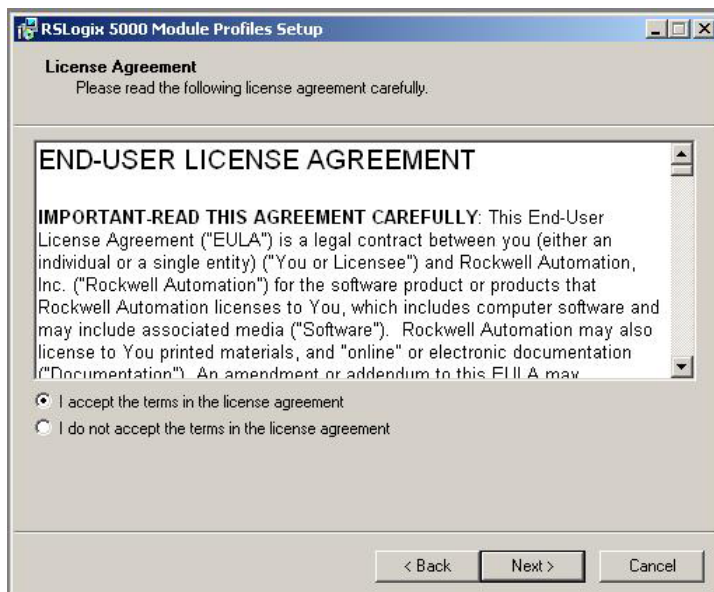 RSLogix 5000 Module Profiles Setup
License Agreement
Please read the following license agreement carefully.
END-USER LICENSE AGREEMENT
IMPORTANT-READ THIS AGREEMENT CAREFULLY: This End-User
License Agreement ("EULA") is a legal contract between you (either an
individual or a single entity) ("You or Licensee") and Rockwell Automation,
Inc. ("Rockwell Automation") for the software product or products that
Rockwell Automation licenses to You, which includes computer software and
may include associated media ("Software").  Rockwell Automation may also
license to You printed materials, and "online" or electronic documentation
("Documentation"). An amendment or addendum to this EULA may
I accept the terms in the license agreement
I do not accept the terms in the license agreement
< Back
Next >
Cancel